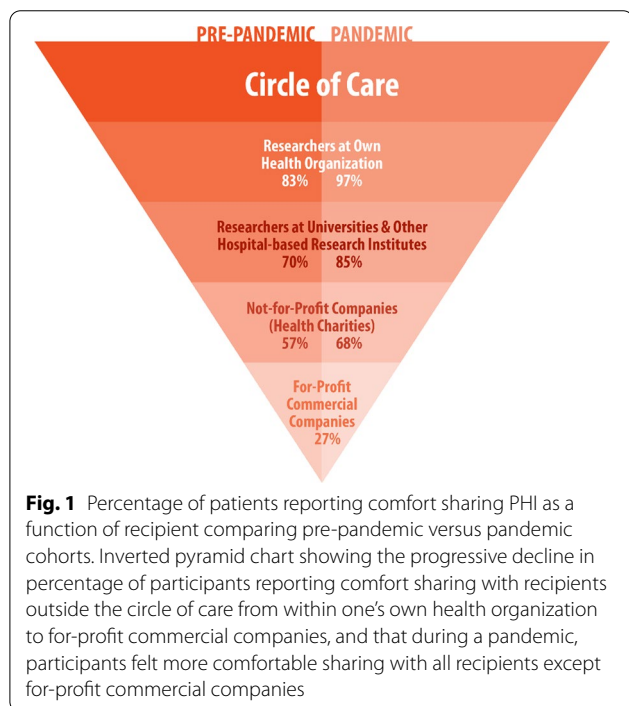 PRE-PANDEMIC PANDEMIC
Circle of Care
Researchers at Own
Health Organization
83% 97%
Researchers at Universities & Other
Hospital-based Research Institutes
70% 85%
Not-for-Profit Companies
(Health Charities)
57% 68%
For-Profit
Commercial
Companies
27%
Fig. 1 Percentage of patients reporting comfort sharing PHI as a
function of recipient comparing pre-pandemic versus pandemic
cohorts. Inverted pyramid chart showing the progressive decline in
percentage of participants reporting comfort sharing with recipients
outside the circle of care from within one's own health organization
to for-profit commercial companies, and that during a pandemic,
participants felt more comfortable sharing with all recipients except
for-profit commercial companies